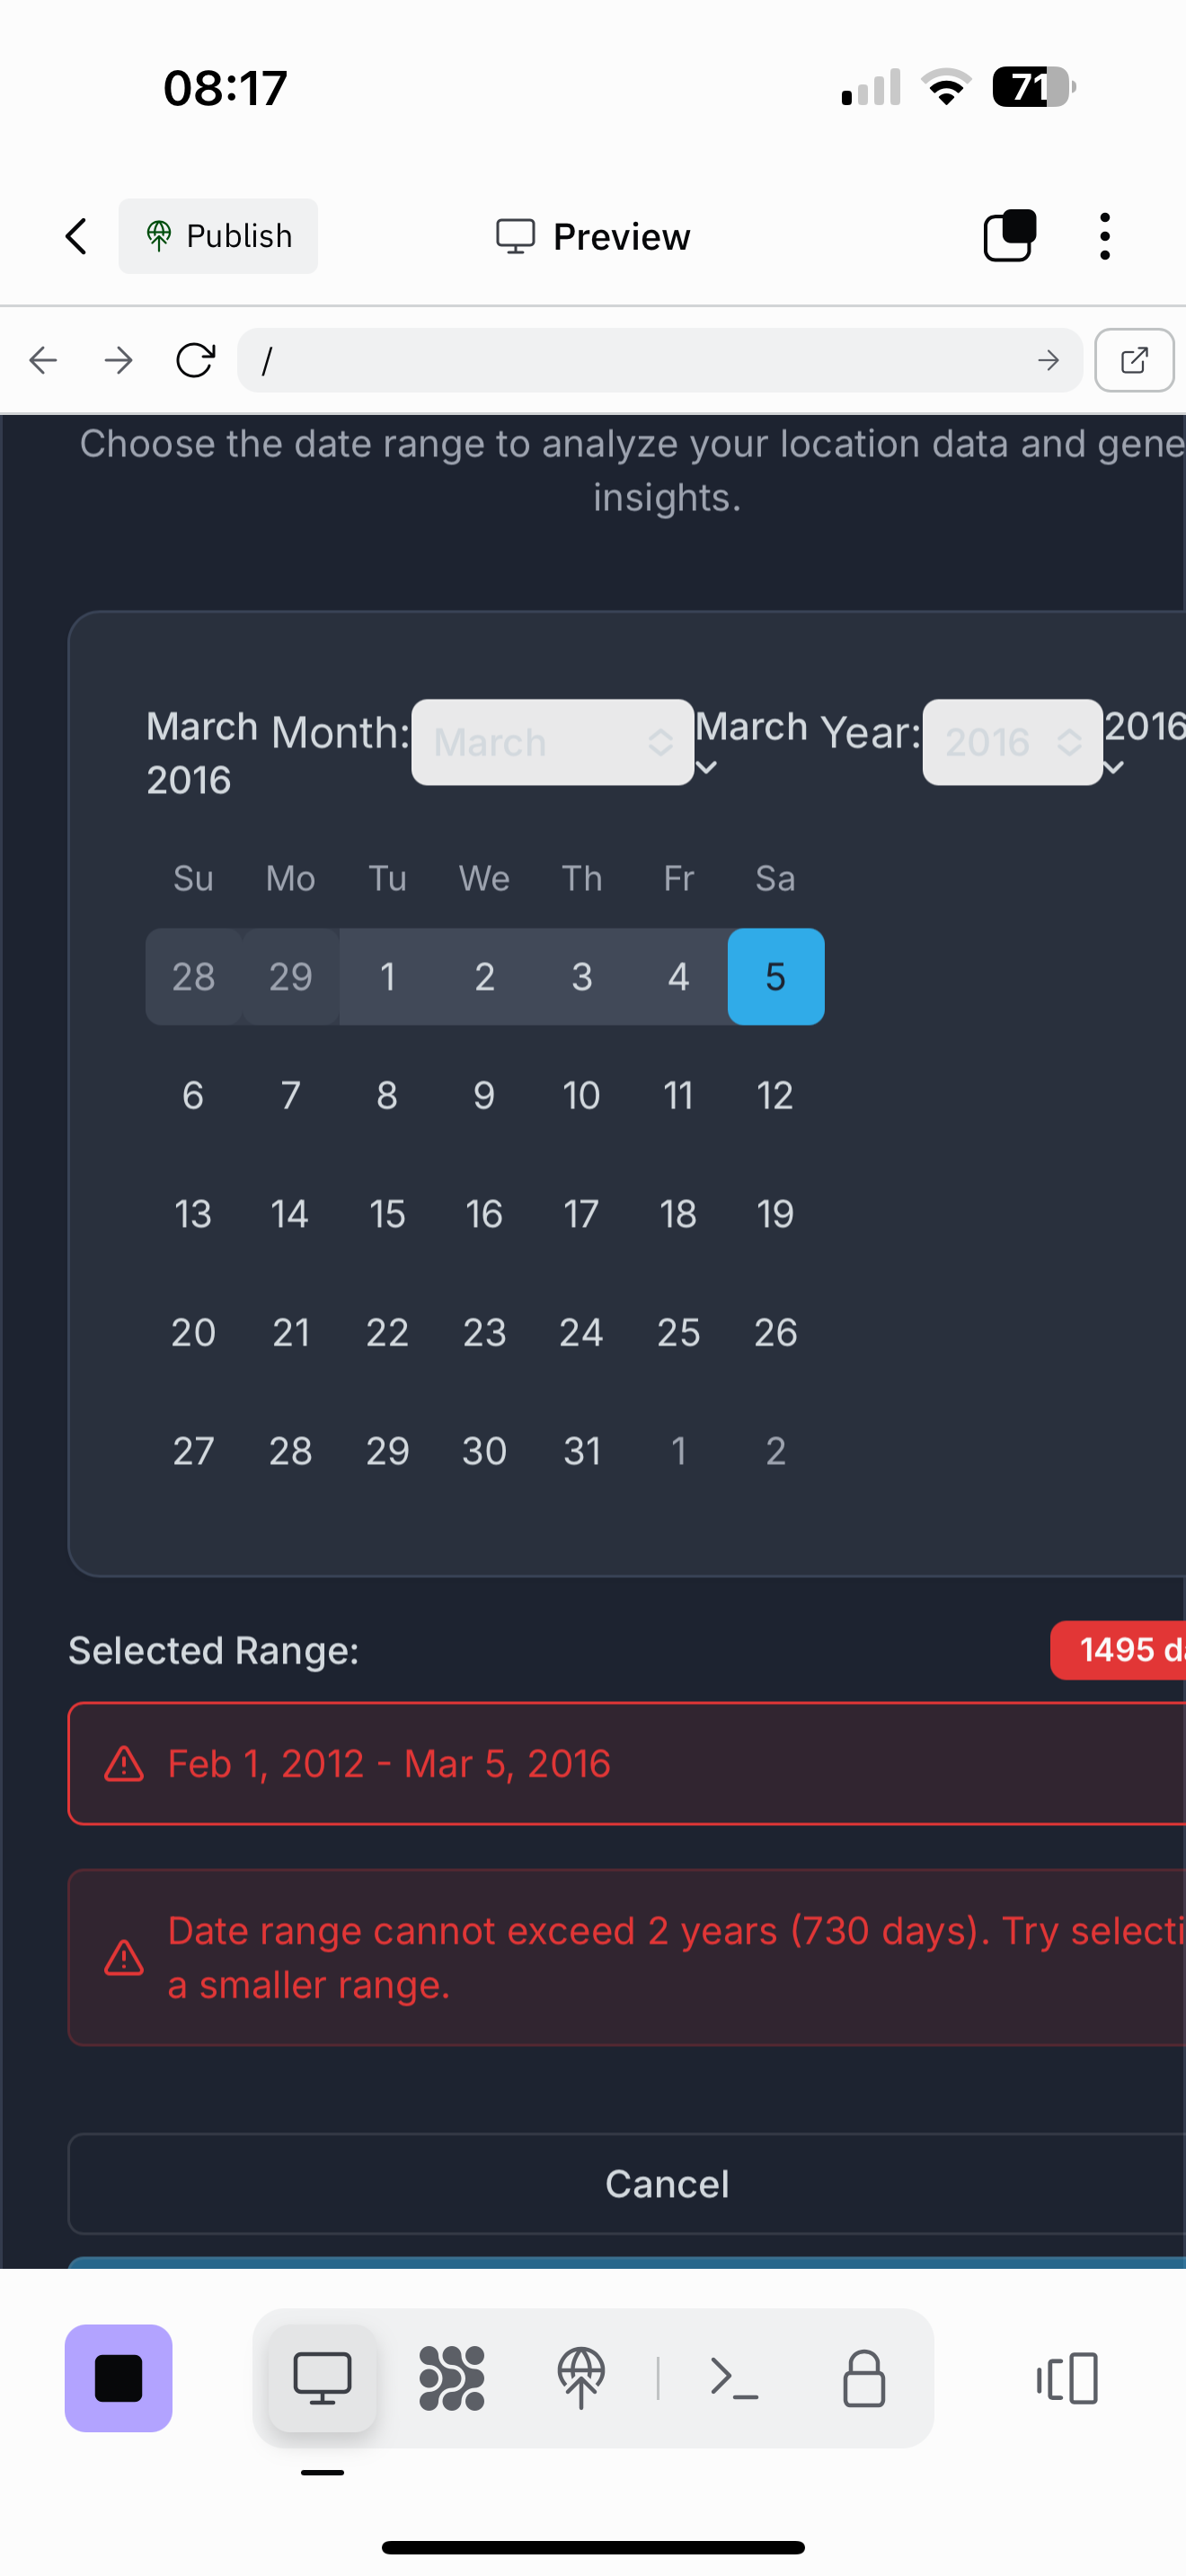 08:17
71
Publish
Preview
/
Choose the date range to analyze your location data and gene
insights.
March
2016
Month:
March
March
Year:
2016
2016
Su Mo Tu We Th Fr Sa
28 29 1 2 3 4 5
6 7 8 9 10 11 12
13 14 15 16 17 18 19
20 21 22 23 24 25 26
27 28 29 30 31 1 2
Selected Range:
1495 da
Feb 1, 2012 - Mar 5, 2016
Date range cannot exceed 2 years (730 days). Try selecti
a smaller range.
Cancel